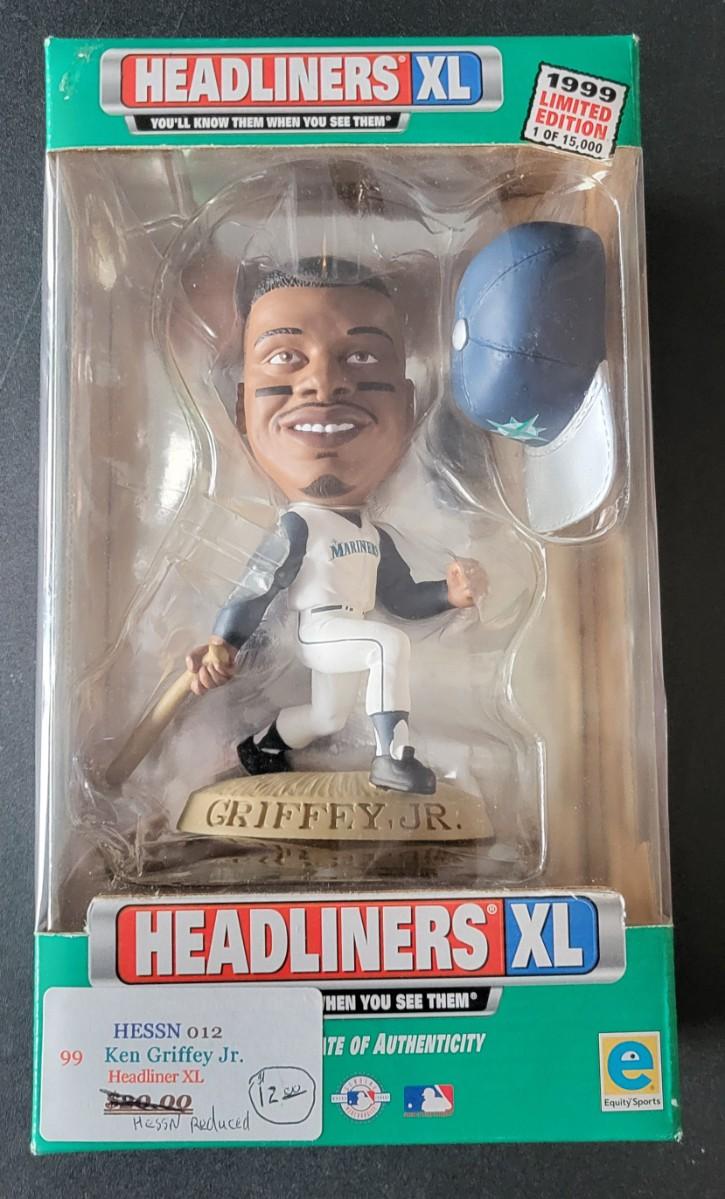 HEADLINERS® XL
YOU'LL KNOW THEM WHEN YOU SEE THEM®
1999
LIMITED
EDITION
1 OF 15,000
MARINERS
GRIFFEY, JR.
HEADLINERS® XL
WHEN YOU SEE THEM®
TE OF AUTHENTICITY
HESSN 012
99 Ken Griffey Jr.
Headliner XL
$20.00
$12.00
HESSN Reduced
e
Equity Sports